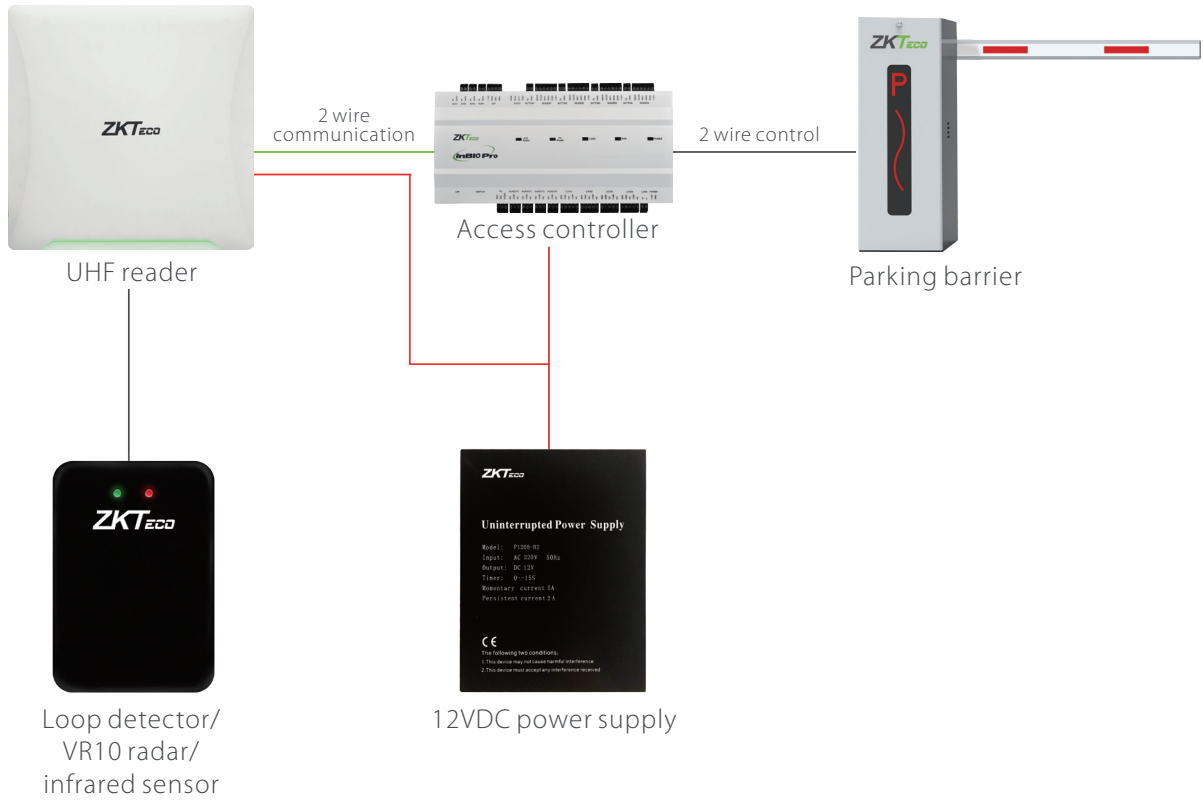 ZKTECO
UHF reader
2 wire
communication
ZKTECO
inBIO Pro
Access controller
2 wire control
ZKTECO
P
Parking barrier
ZKTECO
Loop detector/
VR10 radar/
infrared sensor
ZKTECO
Uninterrupted Power Supply
Model: P1208-B2
Input: AC 220V 50Hz
Output: DC 12V
Timer: 0--15S
Momentary current 5A
Persistent current 2A
CE
The following two conditions:
1.This device may not cause harmful interference
2.This device must accept any interference received
12VDC power supply